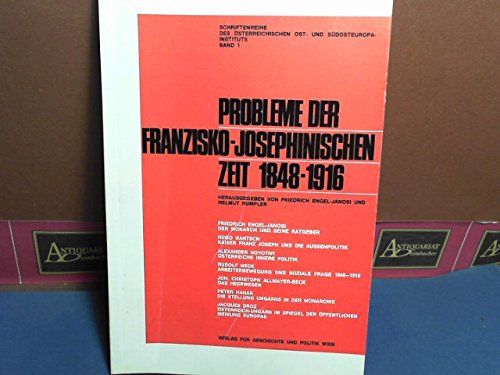 SCHRIFTENREIHE
DES ÖSTERREICHISCHEN OST- UND SÜDOSTEUROPA-
INSTITUTS
BAND 1
PROBLEME DER
FRANZISKO-JOSEPHINISCHEN
ZEIT 1848-1916
HERAUSGEGEBEN VON FRIEDRICH ENGEL-JANOSI UND
HELMUT RUMPLER
FRIEDRICH ENGEL-JANOSI
DER MONARCH UND SEINE RATGEBER
HUGO HANTSCH
KAISER FRANZ JOSEPH UND DIE AUSSENPOLITIK
ALEXANDER NOVOTNY
ÖSTERREICHS INNERE POLITIK
RUDOLF NECK
ARBEITERBEWEGUNG UND SOZIALE FRAGE 1848-1918
JOH. CHRISTOPH ALLMAYER-BECK
DAS HEERWESEN
PETER HANAK
DIE STELLUNG UNGARNS IN DER MONARCHIE
JACQUES DROZ
ÖSTERREICH-UNGARN IM SPIEGEL DER ÖFFENTLICHEN
MEINUNG EUROPAS
VERLAG FÜR GESCHICHTE UND POLITIK WIEN
ANTIQUARIAT
ANTIQUARIAT